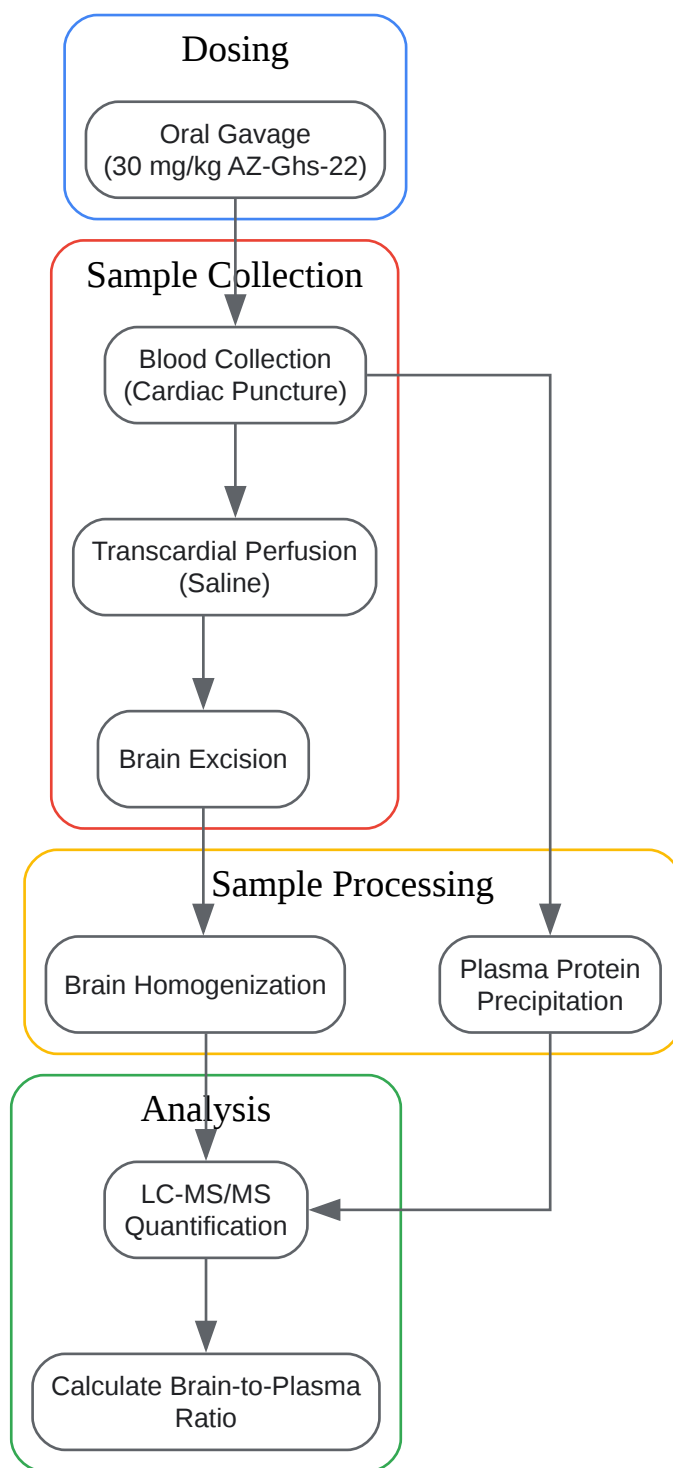 Dosing
Oral Gavage
(30 mg/kg AZ-Ghs-22)
Sample Collection
Blood Collection
(Cardiac Puncture)
Transcardial Perfusion
(Saline)
Brain Excision
Sample Processing
Brain Homogenization
Plasma Protein
Precipitation
Analysis
LC-MS/MS
Quantification
Calculate Brain-to-Plasma
Ratio